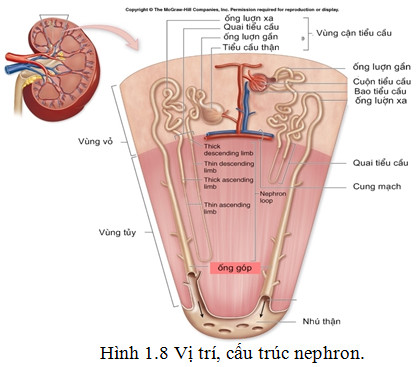 Copyright © The McGraw-Hill Companies, Inc. Permission required for reproduction or display.
ống lượn xa
Quai tiểu cầu
ống lượn gần
Tiểu cầu thận
Vùng cận tiểu cầu
ống lượn gần
Cuộn tiểu cầu
Bao tiểu cầu
ống lượn xa
Vùng vỏ
Thick
descending limb
Thin descending
limb
Thick ascending
limb
Thin ascending
limb
Nephron
loop
Quai tiểu cầu
Cung mạch
Vùng tủy
ống góp
Nhú thận
Hình 1.8 Vị trí, cấu trúc nephron.